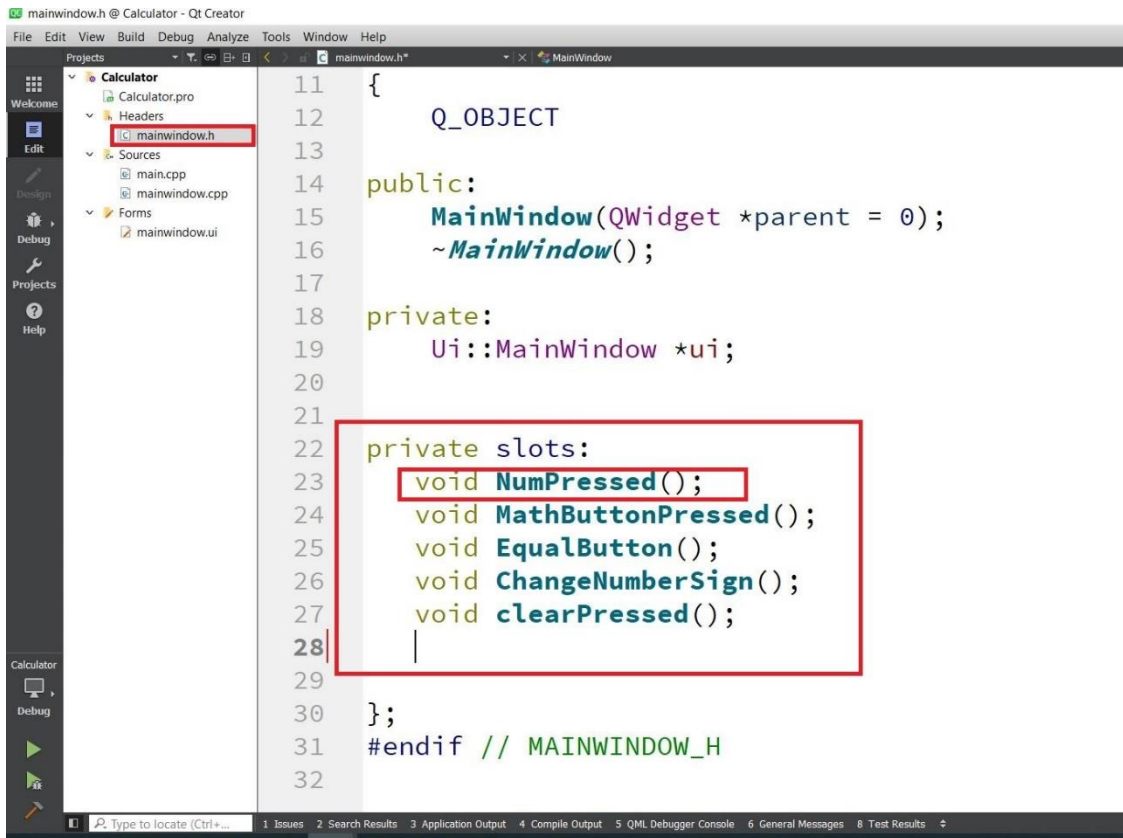 mainwindow.h @ Calculator - Qt Creator
File Edit View Build Debug Analyze Tools Window Help
Projects
mainwindow.h*
MainWindow
Welcome
Edit
Design
Debug
Projects
Help
Calculator
Debug
Calculator
Calculator.pro
Headers
mainwindow.h
Sources
main.cpp
mainwindow.cpp
Forms
mainwindow.ui
11 {
12 Q_OBJECT
13
14 public:
15 MainWindow(QWidget *parent = 0);
16 ~MainWindow();
17
18 private:
19 Ui::MainWindow *ui;
20
21
22 private slots:
23 void NumPressed();
24 void MathButtonPressed();
25 void EqualButton();
26 void ChangeNumberSign();
27 void clearPressed();
28
29
30 };
31 #endif // MAINWINDOW_H
32
Type to locate (Ctrl+...
1 Issues 2 Search Results 3 Application Output 4 Compile Output 5 QML Debugger Console 6 General Messages 8 Test Results